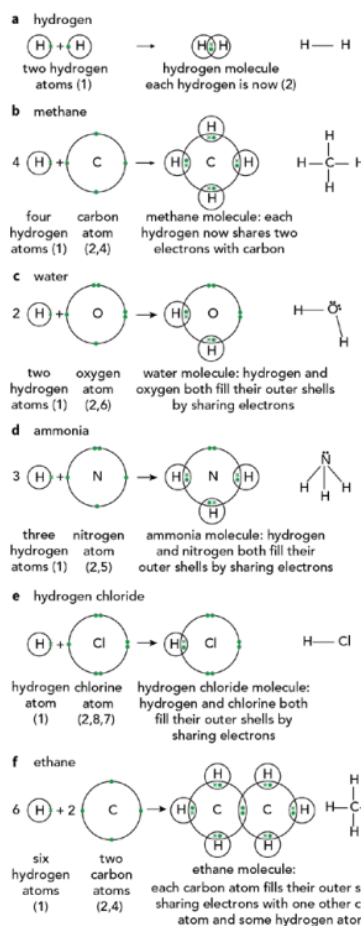 a hydrogen
H + H → H H H — H
two hydrogen hydrogen molecule
atoms (1) each hydrogen is now (2)
b methane
H
4 H + C → H C H
H
H
H — C — H
H
four carbon methane molecule: each
hydrogen atom hydrogen now shares two
atoms (1) (2,4) electrons with carbon
c water
2 H + O → H O
H
H — O
H
two oxygen water molecule: hydrogen and
hydrogen atom oxygen both fill their outer shells
atoms (1) (2,6) by sharing electrons
d ammonia
3 H + N → H N H
H
N
H H H
three nitrogen ammonia molecule: hydrogen
hydrogen atom and nitrogen both fill their
atoms (1) (2,5) outer shells by sharing electrons
e hydrogen chloride
H + Cl → H Cl H — Cl
hydrogen chlorine hydrogen chloride molecule:
atom atom hydrogen and chlorine both
(1) (2,8,7) fill their outer shells by
sharing electrons
f ethane
H H
6 H + 2 C → H C C H
H H
H
H — C
H
six two ethane molecule:
hydrogen carbon each carbon atom fills their outer s
atoms atoms sharing electrons with one other c
(1) (2,4) atom and some hydrogen ator